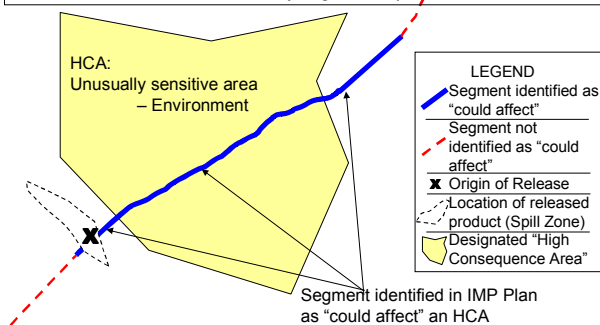 HCA:
Unusually sensitive area
– Environment
LEGEND
Segment identified as
“could affect”
Segment not
identified as “could
affect”
X Origin of Release
Location of released
product (Spill Zone)
Designated “High
Consequence Area”
X
Segment identified in IMP Plan
as “could affect” an HCA